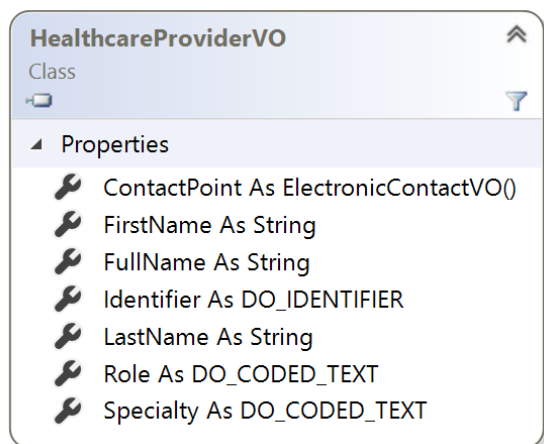 HealthcareProviderVO
Class
Properties
ContactPoint As ElectronicContactVO()
FirstName As String
FullName As String
Identifier As DO_IDENTIFIER
LastName As String
Role As DO_CODED_TEXT
Specialty As DO_CODED_TEXT